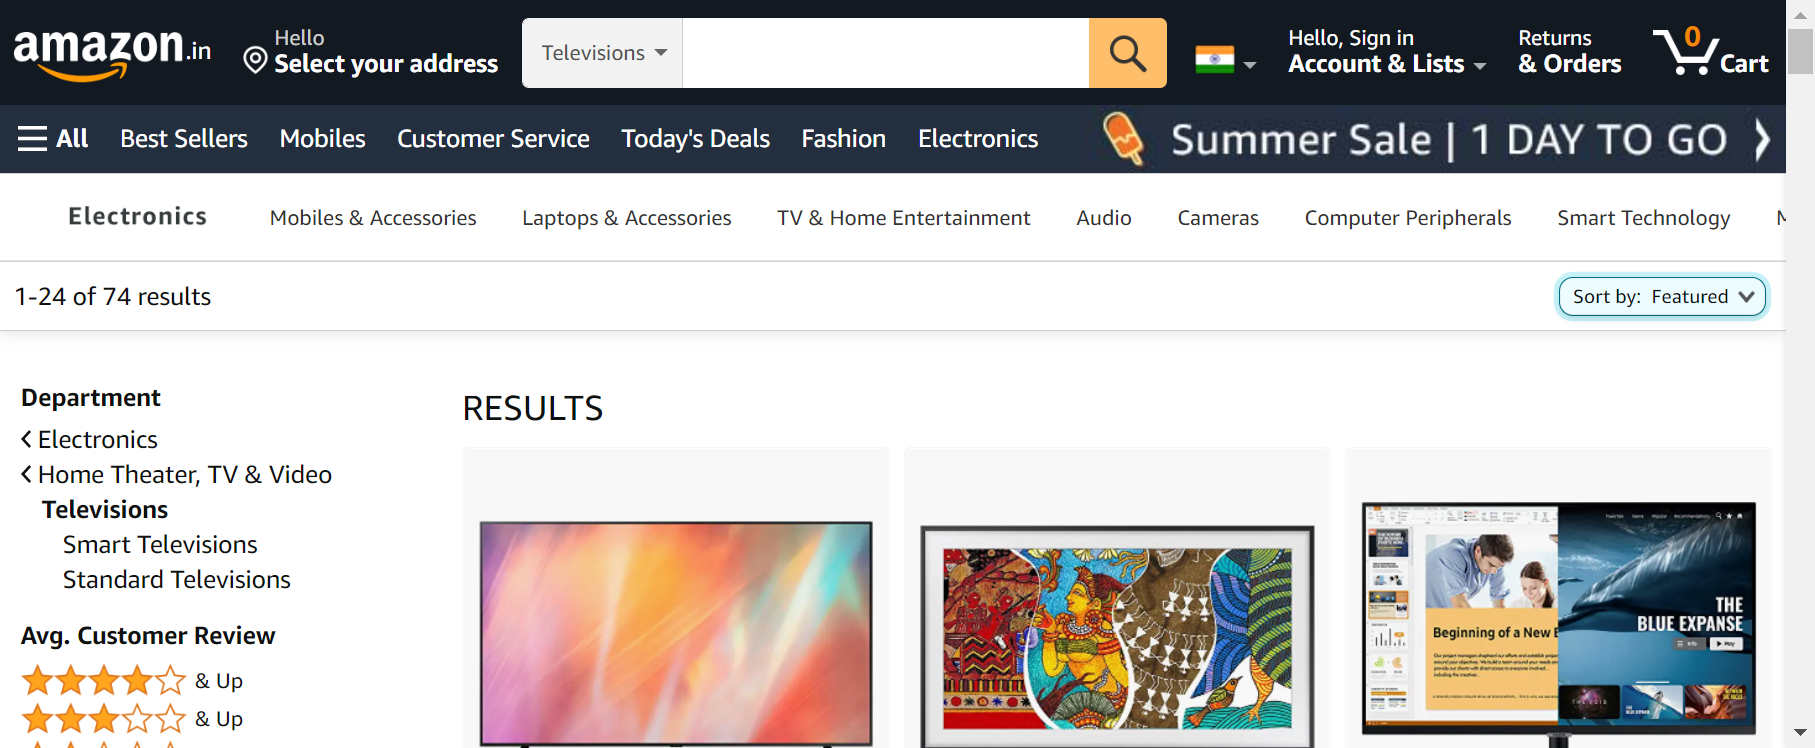 amazon.in
Hello
Select your address
Televisions
Hello, Sign in
Account & Lists
Returns
& Orders
0
Cart
All
Best Sellers
Mobiles
Customer Service
Today's Deals
Fashion
Electronics
Summer Sale | 1 DAY TO GO
Electronics
Mobiles & Accessories
Laptops & Accessories
TV & Home Entertainment
Audio
Cameras
Computer Peripherals
Smart Technology
1-24 of 74 results
Sort by: Featured
Department
Electronics
Home Theater, TV & Video
Televisions
Smart Televisions
Standard Televisions
Avg. Customer Review
& Up
& Up
RESULTS
Beginning of a New
THE
BLUE EXPANSE
Info
Play